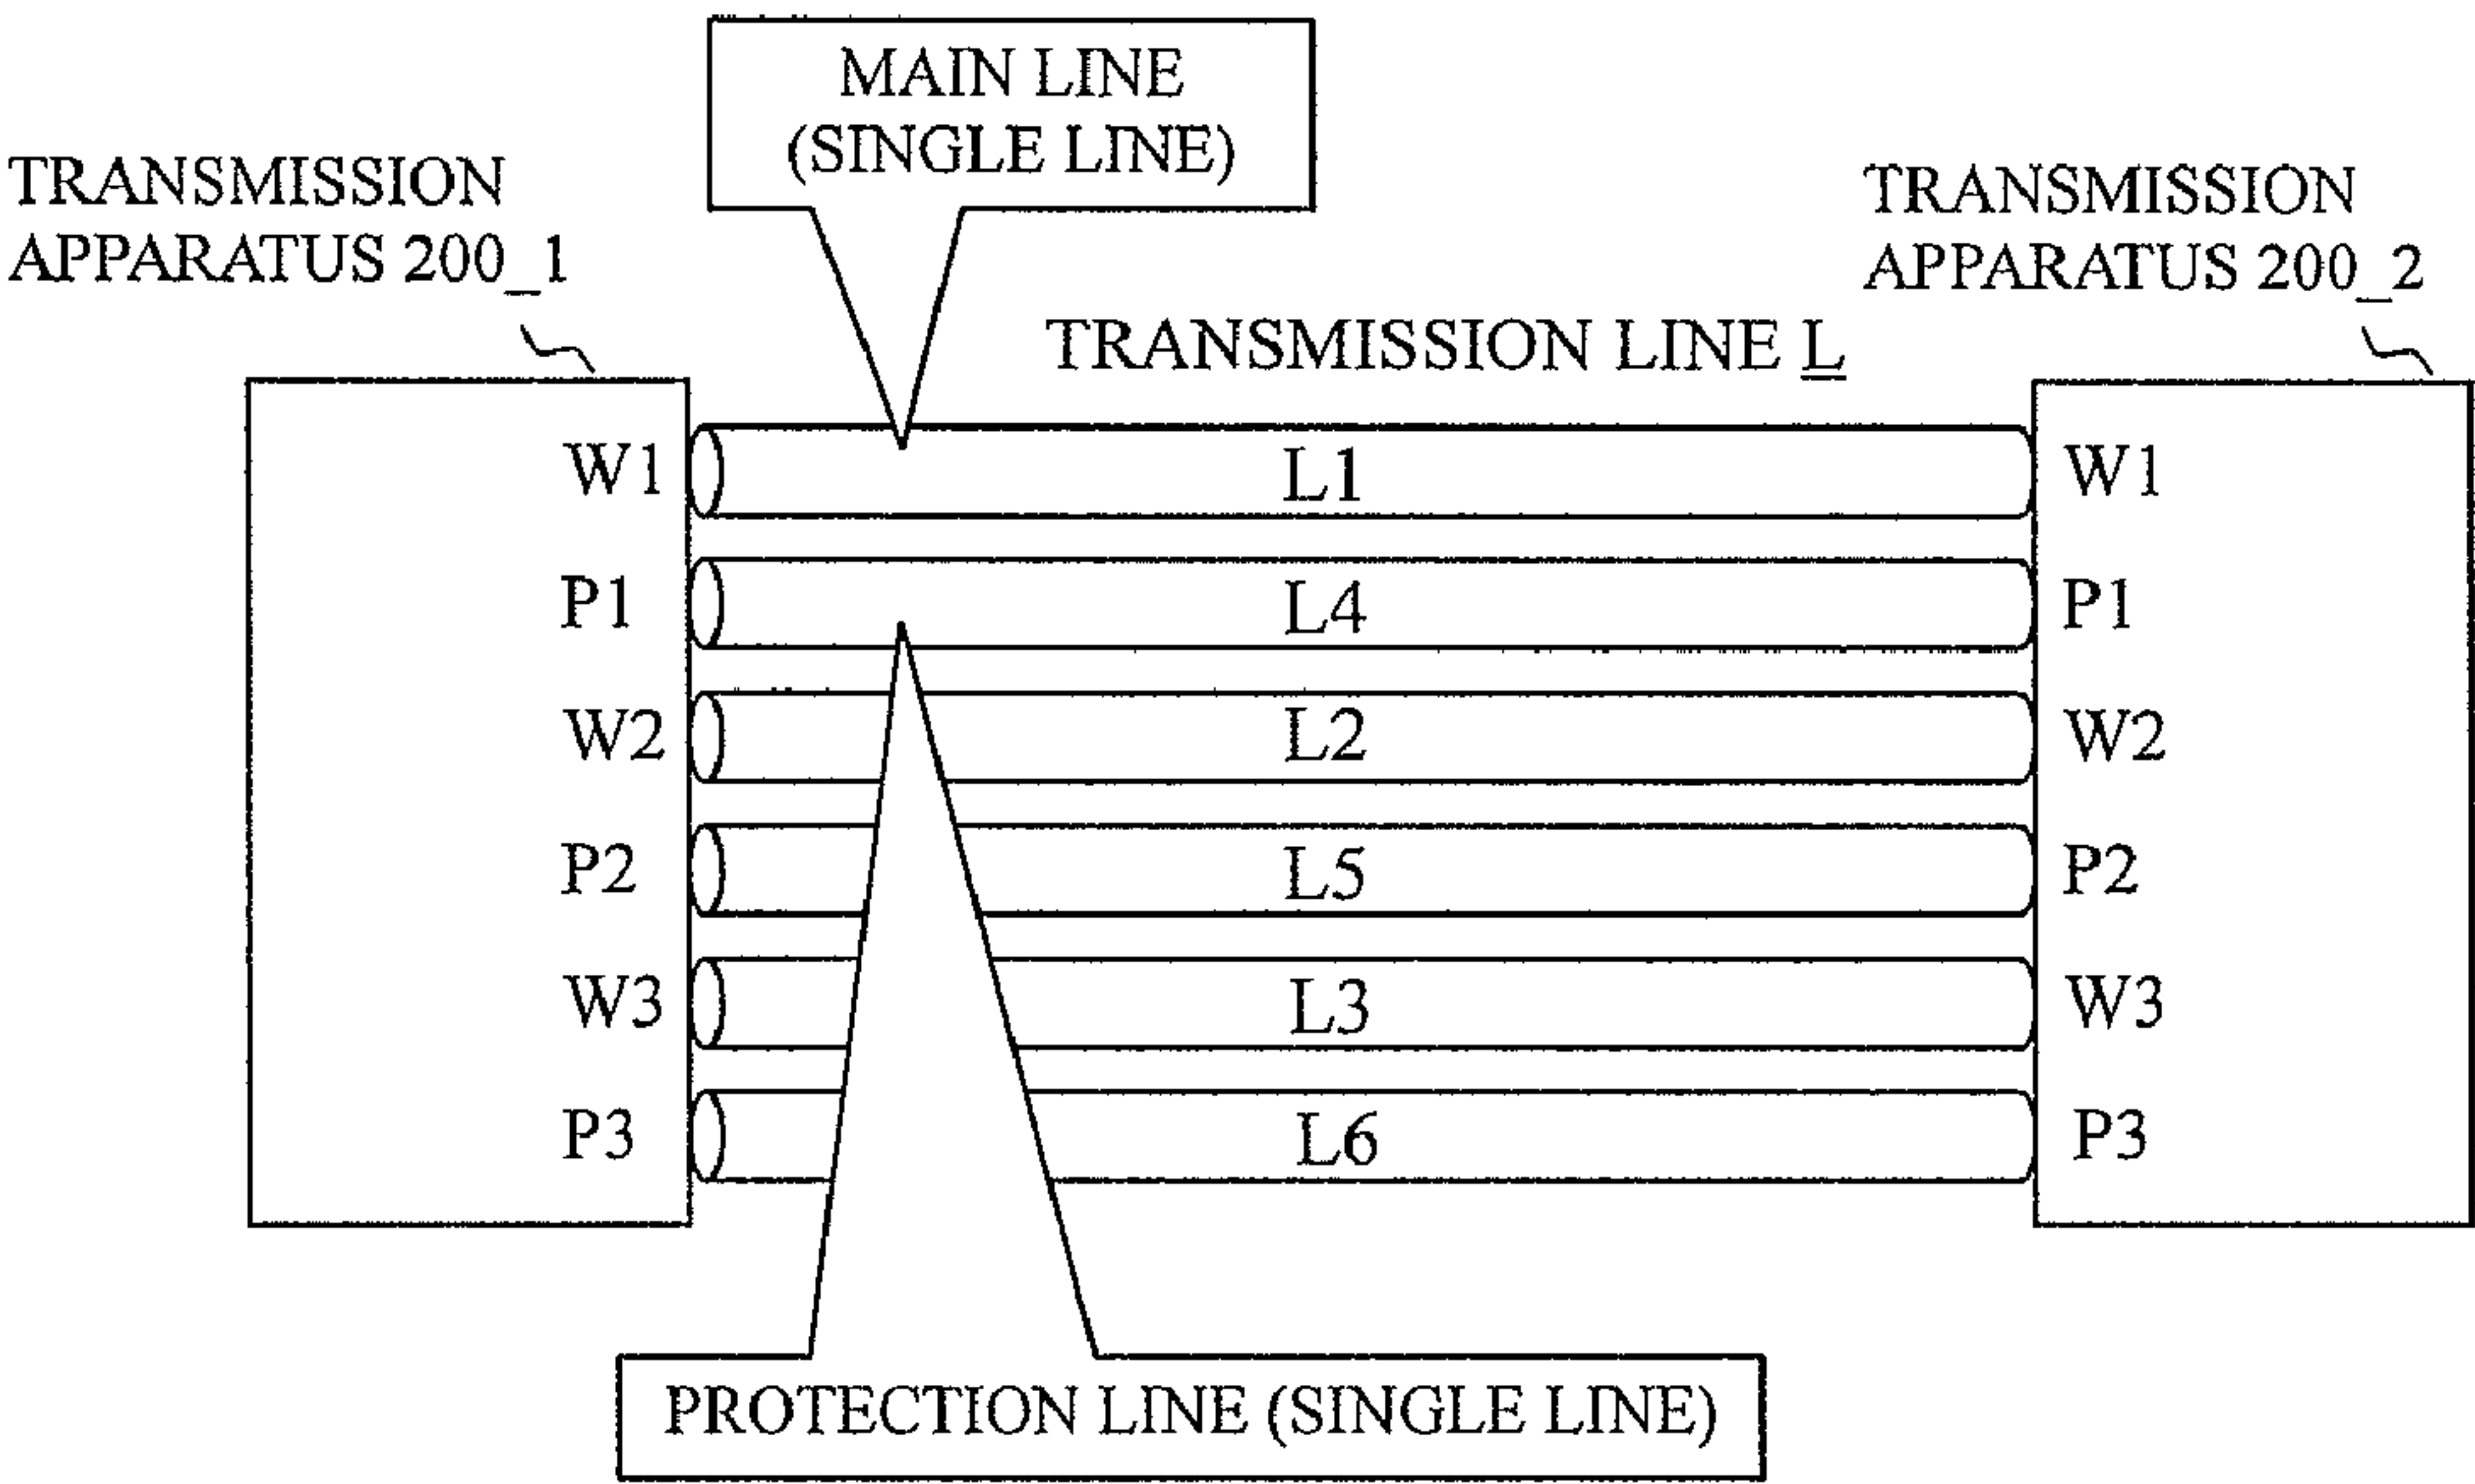 MAIN LINE
(SINGLE LINE)
TRANSMISSION
APPARATUS 200_1
TRANSMISSION
APPARATUS 200_2
TRANSMISSION LINE L
W1 L1 W1
P1 L4 P1
W2 L2 W2
P2 L5 P2
W3 L3 W3
P3 L6 P3
PROTECTION LINE (SINGLE LINE)